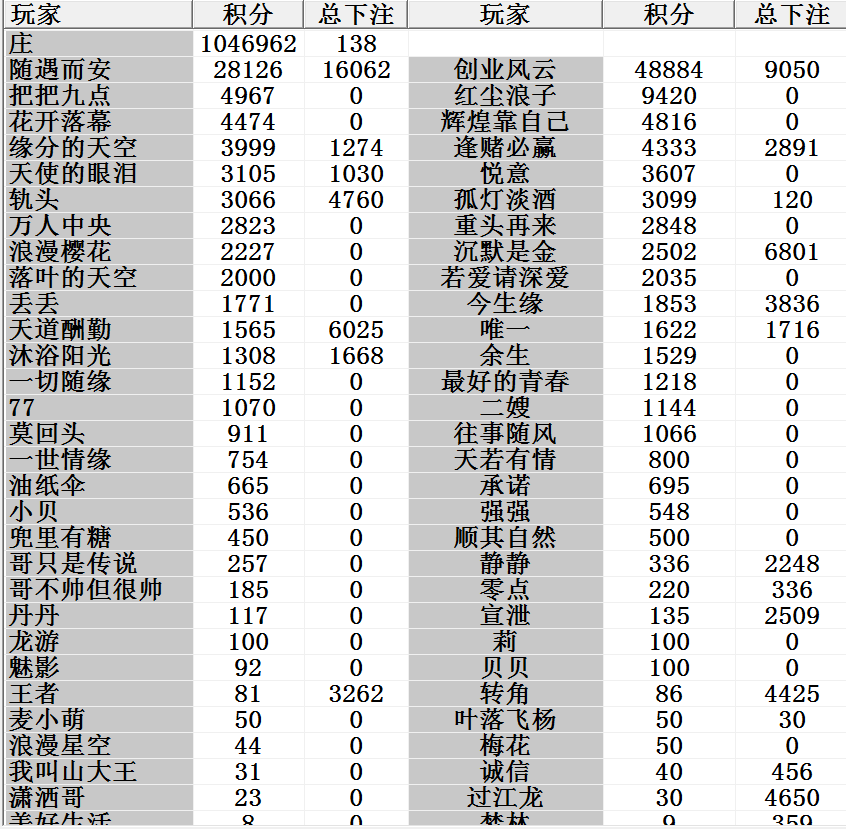 玩家 积分 总下注 玩家 积分 总下注
庄 1046962 138
随遇而安 28126 16062 创业风云 48884 9050
把把九点 4967 0 红尘浪子 9420 0
花开落幕 4474 0 辉煌靠自己 4816 0
缘分的天空 3999 1274 逢赌必赢 4333 2891
天使的眼泪 3105 1030 悦意 3607 0
轨头 3066 4760 孤灯淡酒 3099 120
万人中央 2823 0 重头再来 2848 0
浪漫樱花 2227 0 沉默是金 2502 6801
落叶的天空 2000 0 若爱请深爱 2035 0
丢丢 1771 0 今生缘 1853 3836
天道酬勤 1565 6025 唯一 1622 1716
沐浴阳光 1308 1668 余生 1529 0
一切随缘 1152 0 最好的青春 1218 0
77 1070 0 二嫂 1144 0
莫回头 911 0 往事随风 1066 0
一世情缘 754 0 天若有情 800 0
油纸伞 665 0 承诺 695 0
小贝 536 0 强强 548 0
兜里有糖 450 0 顺其自然 500 0
哥只是传说 257 0 静静 336 2248
哥不帅但很帅 185 0 零点 220 336
丹丹 117 0 宣泄 135 2509
龙游 100 0 莉 100 0
魅影 92 0 贝贝 100 0
王者 81 3262 转角 86 4425
麦小萌 50 0 叶落飞杨 50 30
浪漫星空 44 0 梅花 50 0
我叫山大王 31 0 诚信 40 456
潇洒哥 23 0 过江龙 30 4650
美好生活 8 0 梦林 9 359